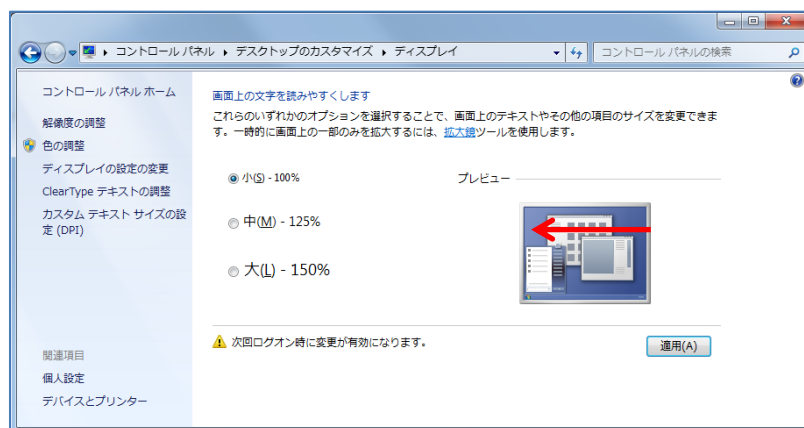 コントロール パネル ▸ デスクトップのカスタマイズ ▸ ディスプレイ
コントロール パネルの検索
コントロール パネル ホーム
解像度の調整
色の調整
ディスプレイの設定の変更
ClearType テキストの調整
カスタム テキスト サイズの設
定 (DPI)
関連項目
個人設定
デバイスとプリンター
画面上の文字を読みやすくします
これらのいずれかのオプションを選択することで、画面上のテキストやその他の項目のサイズを変更できま
す。一時的に画面上の一部のみを拡大するには、拡大鏡ツールを使用します。
小(S) - 100%
プレビュー
中(M) - 125%
大(L) - 150%
次回ログオン時に変更が有効になります。
適用(A)